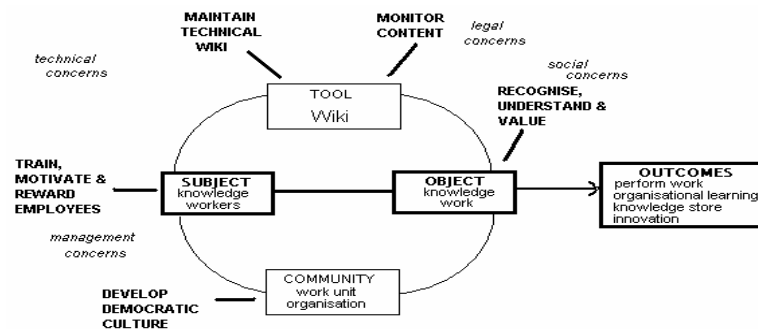 MAINTAIN
TECHNICAL
WIKI
MONITOR
CONTENT
legal
concerns
technical
concerns
social
concerns
TOOL
Wiki
RECOGNISE,
UNDERSTAND &
VALUE
TRAIN,
MOTIVATE &
REWARD
EMPLOYEES
SUBJECT
knowledge
workers
OBJECT
knowledge
work
OUTCOMES
perform work
organisational learning
knowledge store
innovation
management
concerns
COMMUNITY
work unit
organisation
DEVELOP
DEMOCRATIC
CULTURE